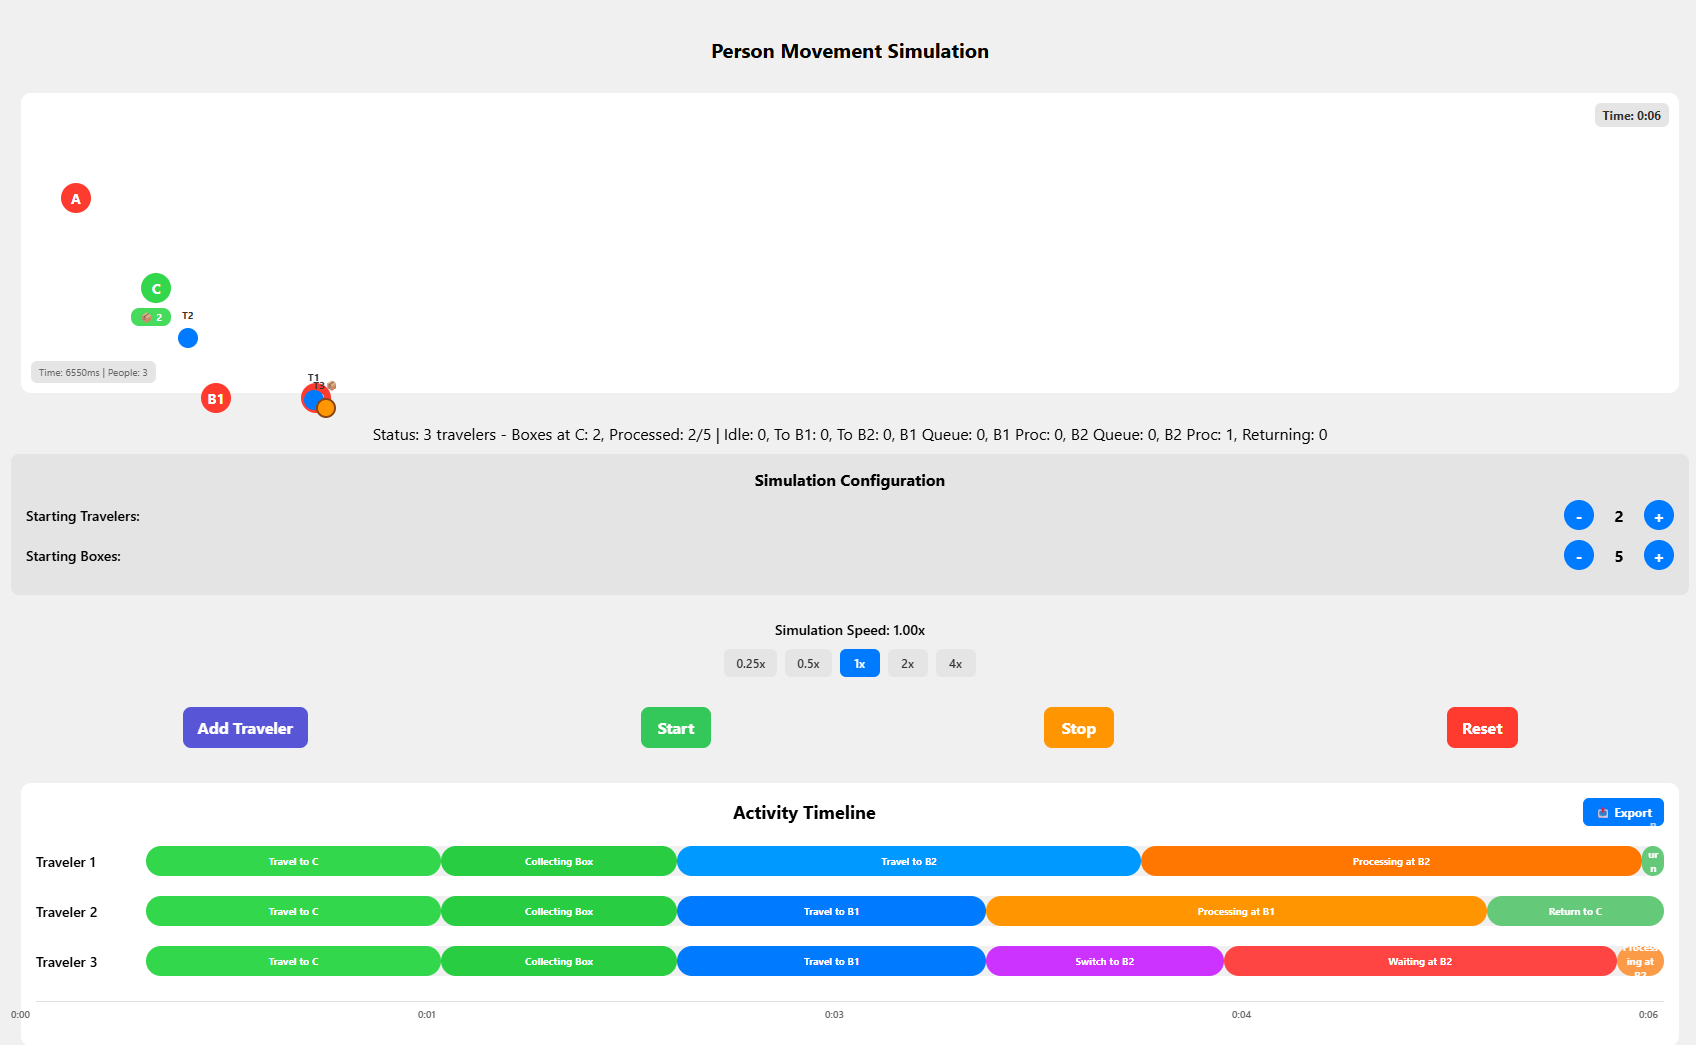 Person Movement Simulation
Time: 0:06
A
C
2
T2
Time: 6550ms | People: 3
B1
T1
T3
Status: 3 travelers - Boxes at C: 2, Processed: 2/5 | Idle: 0, To B1: 0, To B2: 0, B1 Queue: 0, B1 Proc: 0, B2 Queue: 0, B2 Proc: 1, Returning: 0
Simulation Configuration
Starting Travelers:
- 2 +
Starting Boxes:
- 5 +
Simulation Speed: 1.00x
0.25x 0.5x 1x 2x 4x
Add Traveler Start Stop Reset
Activity Timeline
Export
Traveler 1 Travel to C Collecting Box Travel to B2 Processing at B2
ur
n
Traveler 2 Travel to C Collecting Box Travel to B1 Processing at B1 Return to C
Traveler 3 Travel to C Collecting Box Travel to B1 Switch to B2 Waiting at B2
Process
ing at
B2
0:00 0:01 0:03 0:04 0:06